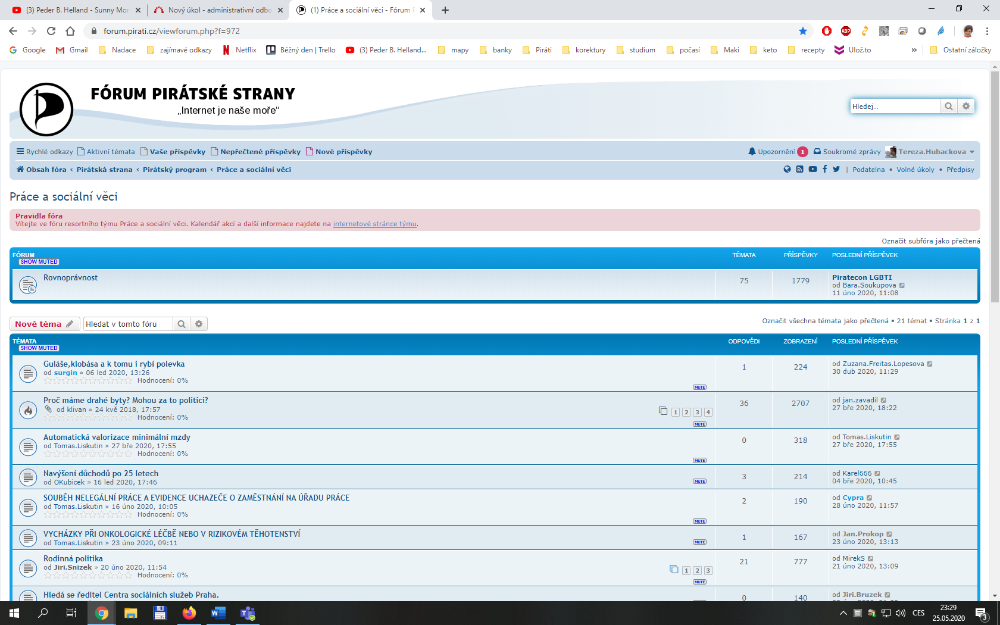 (3) Peder B. Helland - Sunny Mor
Nový úkol - administrativní odbo
(1) Práce a sociální věci - Fórum P
forum.pirati.cz/viewforum.php?f=972
Google
Gmail
Nadace
zajímavé odkazy
Netflix
Běžný den | Trello
(3) Peder B. Helland...
mapy
banky
Piráti
korektury
studium
počasí
Maki
keto
recepty
Ulož.to
»
Ostatní záložky
FÓRUM PIRÁTSKÉ STRANY
„Internet je naše moře“
Hledej...
Rychlé odkazy Aktivní témata Vaše příspěvky Nepřečtené příspěvky Nové příspěvky
Upozornění 1 Soukromé zprávy Tereza.Hubackova
Obsah fóra ‹ Pirátská strana ‹ Pirátský program ‹ Práce a sociální věci
| Podatelna • Volné úkoly • Předpisy
Práce a sociální věci
Pravidla fóra
Vítejte ve fóru resortního týmu Práce a sociální věci. Kalendář akcí a další informace najdete na internetové stránce týmu.
Označit subfóra jako přečtená
FÓRUM TÉMATA PŘÍSPĚVKY POSLEDNÍ PŘÍSPĚVEK
SHOW MUTED
Rovnoprávnost 75 1779 Piratecon LGBTI
od Bara.Soukupova
11 úno 2020, 11:08
Nové téma Hledat v tomto fóru
Označit všechna témata jako přečtená • 21 témat • Stránka 1 z 1
TÉMATA ODPOVĚDI ZOBRAZENÍ POSLEDNÍ PŘÍSPĚVEK
SHOW MUTED
Guláše,klobása a k tomu i rybí polevka
od surgin » 06 led 2020, 13:26
Hodnocení: 0%
MUTE
1
224
od Zuzana.Freitas.Lopesova
30 dub 2020, 11:29
Proč máme drahé byty? Mohou za to politici?
od klivan » 24 kvě 2018, 17:57
Hodnocení: 0%
1 2 3 4
MUTE
36
2707
od jan.zavadil
27 bře 2020, 18:22
Automatická valorizace minimální mzdy
od Tomas.Liskutin » 27 bře 2020, 17:55
Hodnocení: 0%
MUTE
0
318
od Tomas.Liskutin
27 bře 2020, 17:55
Navýšení důchodů po 25 letech
od OKubicek » 16 led 2020, 17:46
MUTE
3
214
od Karel666
04 bře 2020, 10:45
SOUBĚH NELEGÁLNÍ PRÁCE A EVIDENCE UCHAZEČE O ZAMĚSTNÁNÍ NA ÚŘADU PRÁCE
od Tomas.Liskutin » 16 úno 2020, 10:05
Hodnocení: 0%
MUTE
2
190
od Cypra
28 úno 2020, 11:57
VYCHÁZKY PŘI ONKOLOGICKÉ LÉČBĚ NEBO V RIZIKOVÉM TĚHOTENSTVÍ
od Tomas.Liskutin » 23 úno 2020, 09:11
MUTE
1
167
od Jan.Prokop
23 úno 2020, 13:13
Rodinná politika
od Jiri.Snizek » 20 úno 2020, 11:54
Hodnocení: 0%
1 2 3
MUTE
21
777
od MirekS
21 úno 2020, 13:09
Hledá se ředitel Centra sociálních služeb Praha.
0
140
od Jiri.Bruzek
CES
23:29
25.05.2020
3